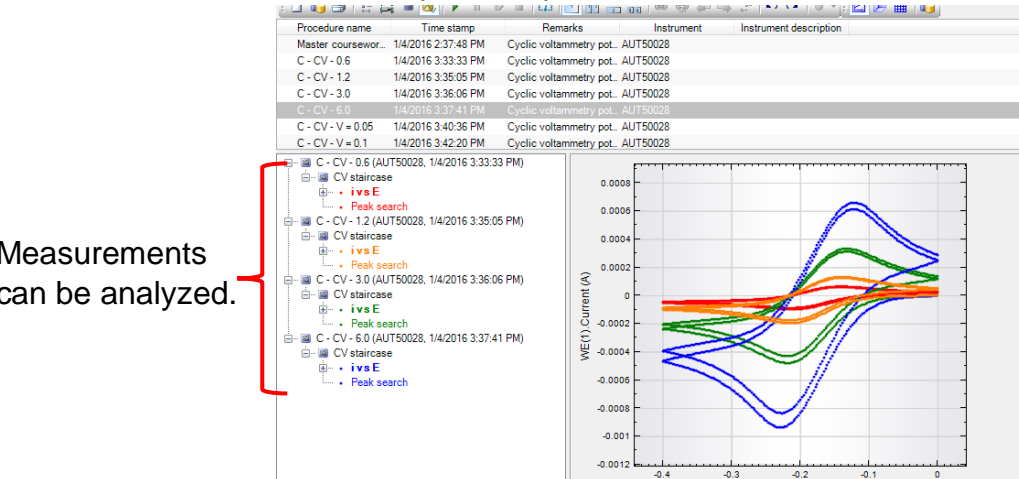 Procedure name Time stamp Remarks Instrument Instrument description
Master coursewor... 1/4/2016 2:37:48 PM Cyclic voltammetry pot... AUT50028
C - CV - 0.6 1/4/2016 3:33:33 PM Cyclic voltammetry pot... AUT50028
C - CV - 1.2 1/4/2016 3:35:05 PM Cyclic voltammetry pot... AUT50028
C - CV - 3.0 1/4/2016 3:36:06 PM Cyclic voltammetry pot... AUT50028
C - CV - 6.0 1/4/2016 3:37:41 PM Cyclic voltammetry pot... AUT50028
C - CV - V = 0.05 1/4/2016 3:40:36 PM Cyclic voltammetry pot... AUT50028
C - CV - V = 0.1 1/4/2016 3:42:20 PM Cyclic voltammetry pot... AUT50028
Measurements
can be analyzed.
C - CV - 0.6 (AUT50028, 1/4/2016 3:33:33 PM)
CV staircase
i vs E
Peak search
C - CV - 1.2 (AUT50028, 1/4/2016 3:35:05 PM)
CV staircase
i vs E
Peak search
C - CV - 3.0 (AUT50028, 1/4/2016 3:36:06 PM)
CV staircase
i vs E
Peak search
C - CV - 6.0 (AUT50028, 1/4/2016 3:37:41 PM)
CV staircase
i vs E
Peak search
WE(1).Current (A)
0.0008
0.0006
0.0004
0.0002
0
-0.0002
-0.0004
-0.0006
-0.0008
-0.001
-0.0012
-0.4 -0.3 -0.2 -0.1 0